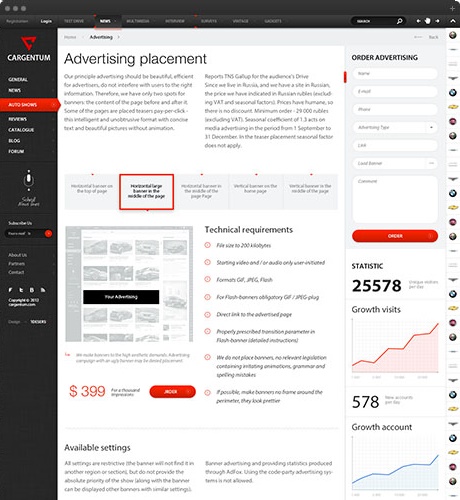 Registration
Login
TEST DRIVE
NEWS
MULTIMEDIA
INTERVIEW
SURVEYS
VINTAGE
GADGETS
SEARCH
CARGENTUM
GENERAL
NEWS
AUTO SHOWS
REVIEWS
CATALOGUE
BLOG
FORUM
Subscribe Us
About Us
Partners
Contacts
Copyright © 2012
cargentum.com
Design
Home
Advertising
Back
Advertising placement
Our principle advertising should be beautiful, efficient
for advertisers, do not interfere with users to the right
information. Therefore, we have only two spots for
banners: the content of the page before and after it.
Some of the pages are placed teasers pay-per-click -
this intelligent and unobtrusive format with concise
text and beautiful pictures without animation.
Reports TNS Gallup for the audience's Drive
Since we live in Russia, and we have a site in Russian,
the price we have indicated in Russian rubles (exclud-
ing VAT and seasonal factors). Prices have humane, so
there is no discount. Minimum order - 29.000 rubles
(excluding VAT). Seasonal coefficient of 1.3 acts on
media advertising in the period from 1 September to
31 December. In the teaser placement seasonal factor
does not apply.
Horizontal banner on
the top of page
Horizontal large
banner in the
middle of the page
Horizontal banner in
the middle of the
page
Vertical banner on the
home page
Vertical banner in the
middle of the page
Your Advertising
We make banners to the high aesthetic demands. Advertising
campaign with an ugly banner may be denied placement.
$ 399
For a thousand
impressions
ORDER
Technical requirements
File size to 200 kilobytes
Starting video and / or audio only user-initiated
Formats GIF, JPEG, Flash
For Flash-banners obligatory GIF / JPEG-plug
Direct link to the advertised page
Properly prescribed transition parameter in
Flash-banner (detailed instructions)
We do not place banners, no relevant legislation
containing irritating animations, grammar and
spelling mistakes
If possible, make banners no frame around the
perimeter, they look prettier
Available settings
All settings are restrictive (the banner will not find it in
another region or section), but do not provide the
absolute priority of the show (along with the banner
can be displayed other banners with similar settings).
Banner advertising and providing statistics produced
through AdFox. Using the code-party advertising sys-
tems is not allowed.
ORDER ADVERTISING
Name
E-mail
Phone
Advertising Type
Link
Load Banner
Comment
ORDER
STATISTIC
25578
Unique visitors
per day
Growth visits
578
New accounts
per day
Growth account